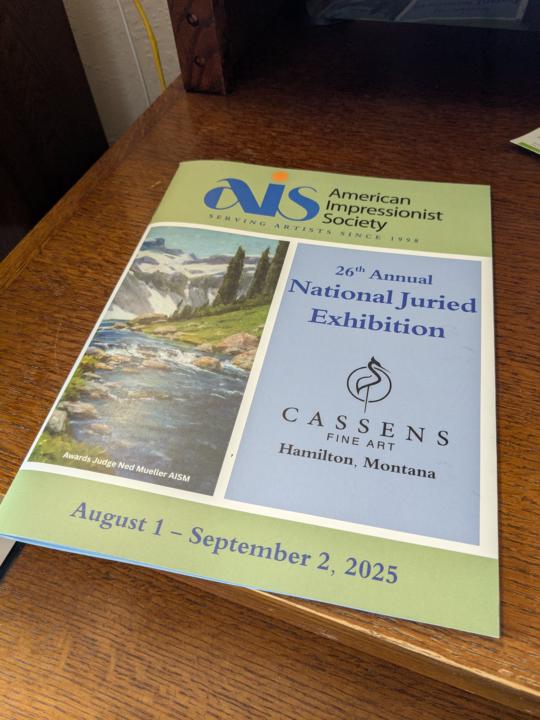 AIS American
Impressionist
Society
SERVING ARTISTS SINCE 1998
26th Annual
National Juried
Exhibition
CASSENS
FINE ART
Hamilton, Montana
Awards Judge Ned Mueller AISM
August 1 – September 2, 2025